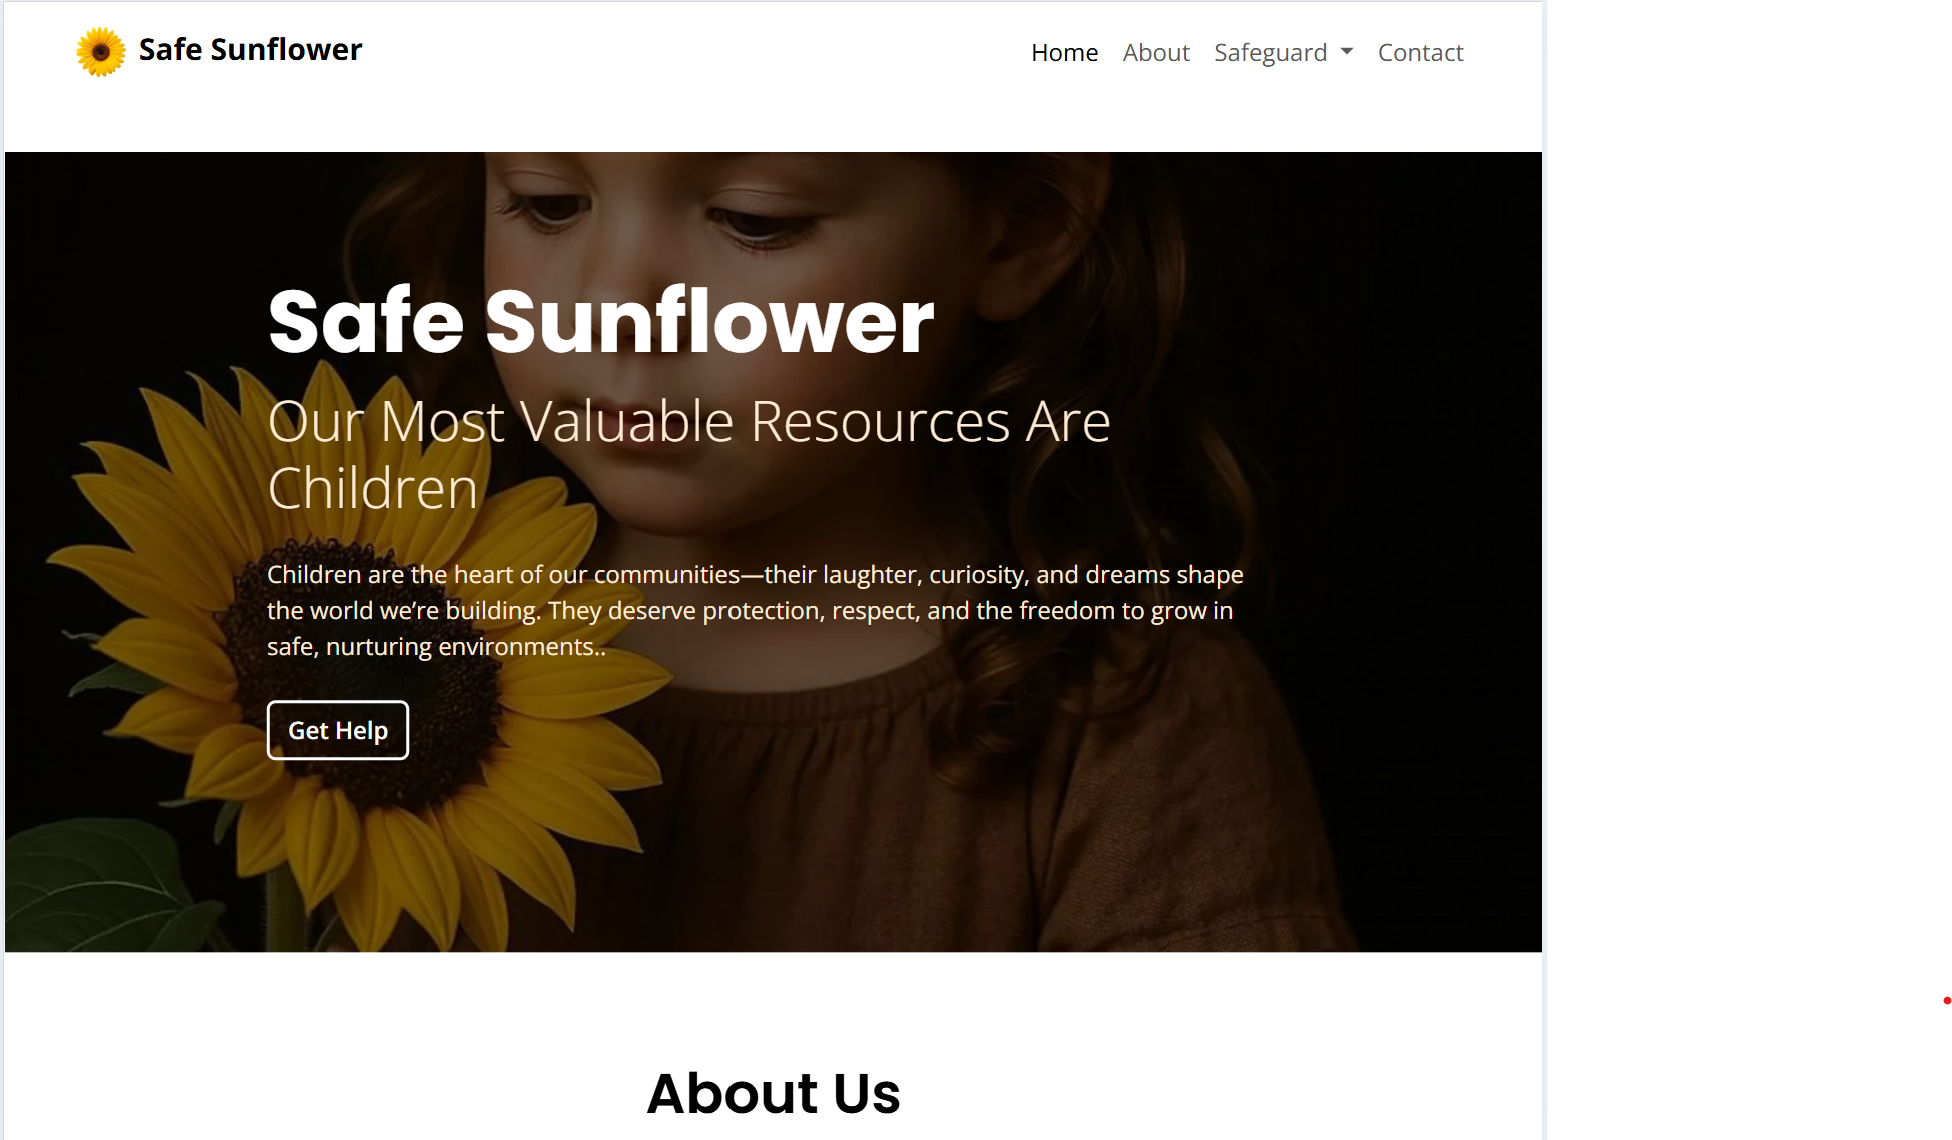 Safe Sunflower
Home About Safeguard Contact
Safe Sunflower
Our Most Valuable Resources Are
Children
Children are the heart of our communities—their laughter, curiosity, and dreams shape
the world we’re building. They deserve protection, respect, and the freedom to grow in
safe, nurturing environments..
Get Help
About Us